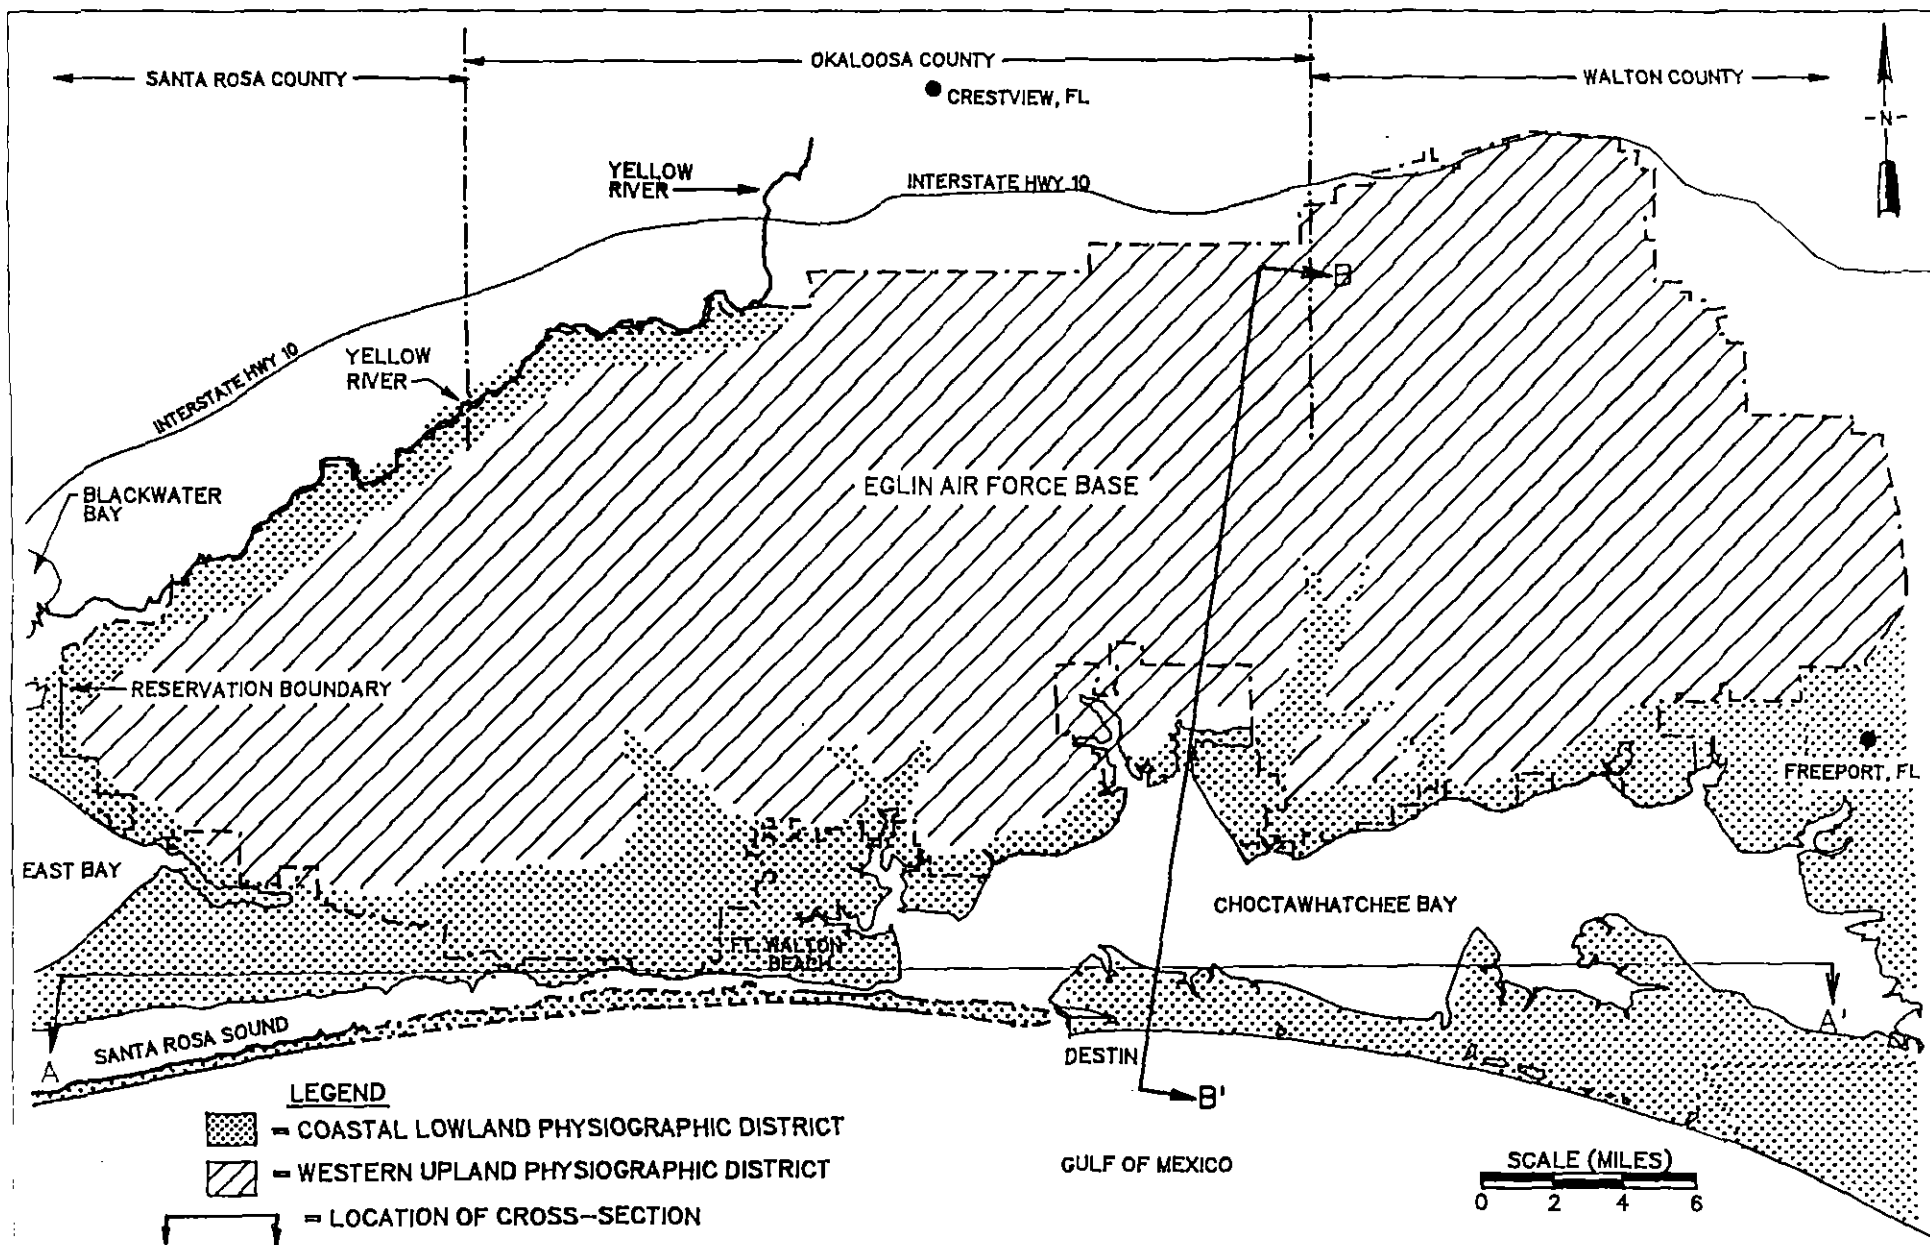 OKALOOSA COUNTY
SANTA ROSA COUNTY
WALTON COUNTY
CRESTVIEW, FL
-N-
YELLOW
RIVER
INTERSTATE HWY 10
B
YELLOW
RIVER
INTERSTATE HWY 10
BLACKWATER
BAY
EGLIN AIR FORCE BASE
RESERVATION BOUNDARY
FREEPORT, FL
EAST BAY
CHOCTAWHATCHEE BAY
FT. WALTON
BEACH
SANTA ROSA SOUND
A
A'
DESTIN
B'
LEGEND
= COASTAL LOWLAND PHYSIOGRAPHIC DISTRICT
= WESTERN UPLAND PHYSIOGRAPHIC DISTRICT
= LOCATION OF CROSS-SECTION
GULF OF MEXICO
SCALE (MILES)
0 2 4 6